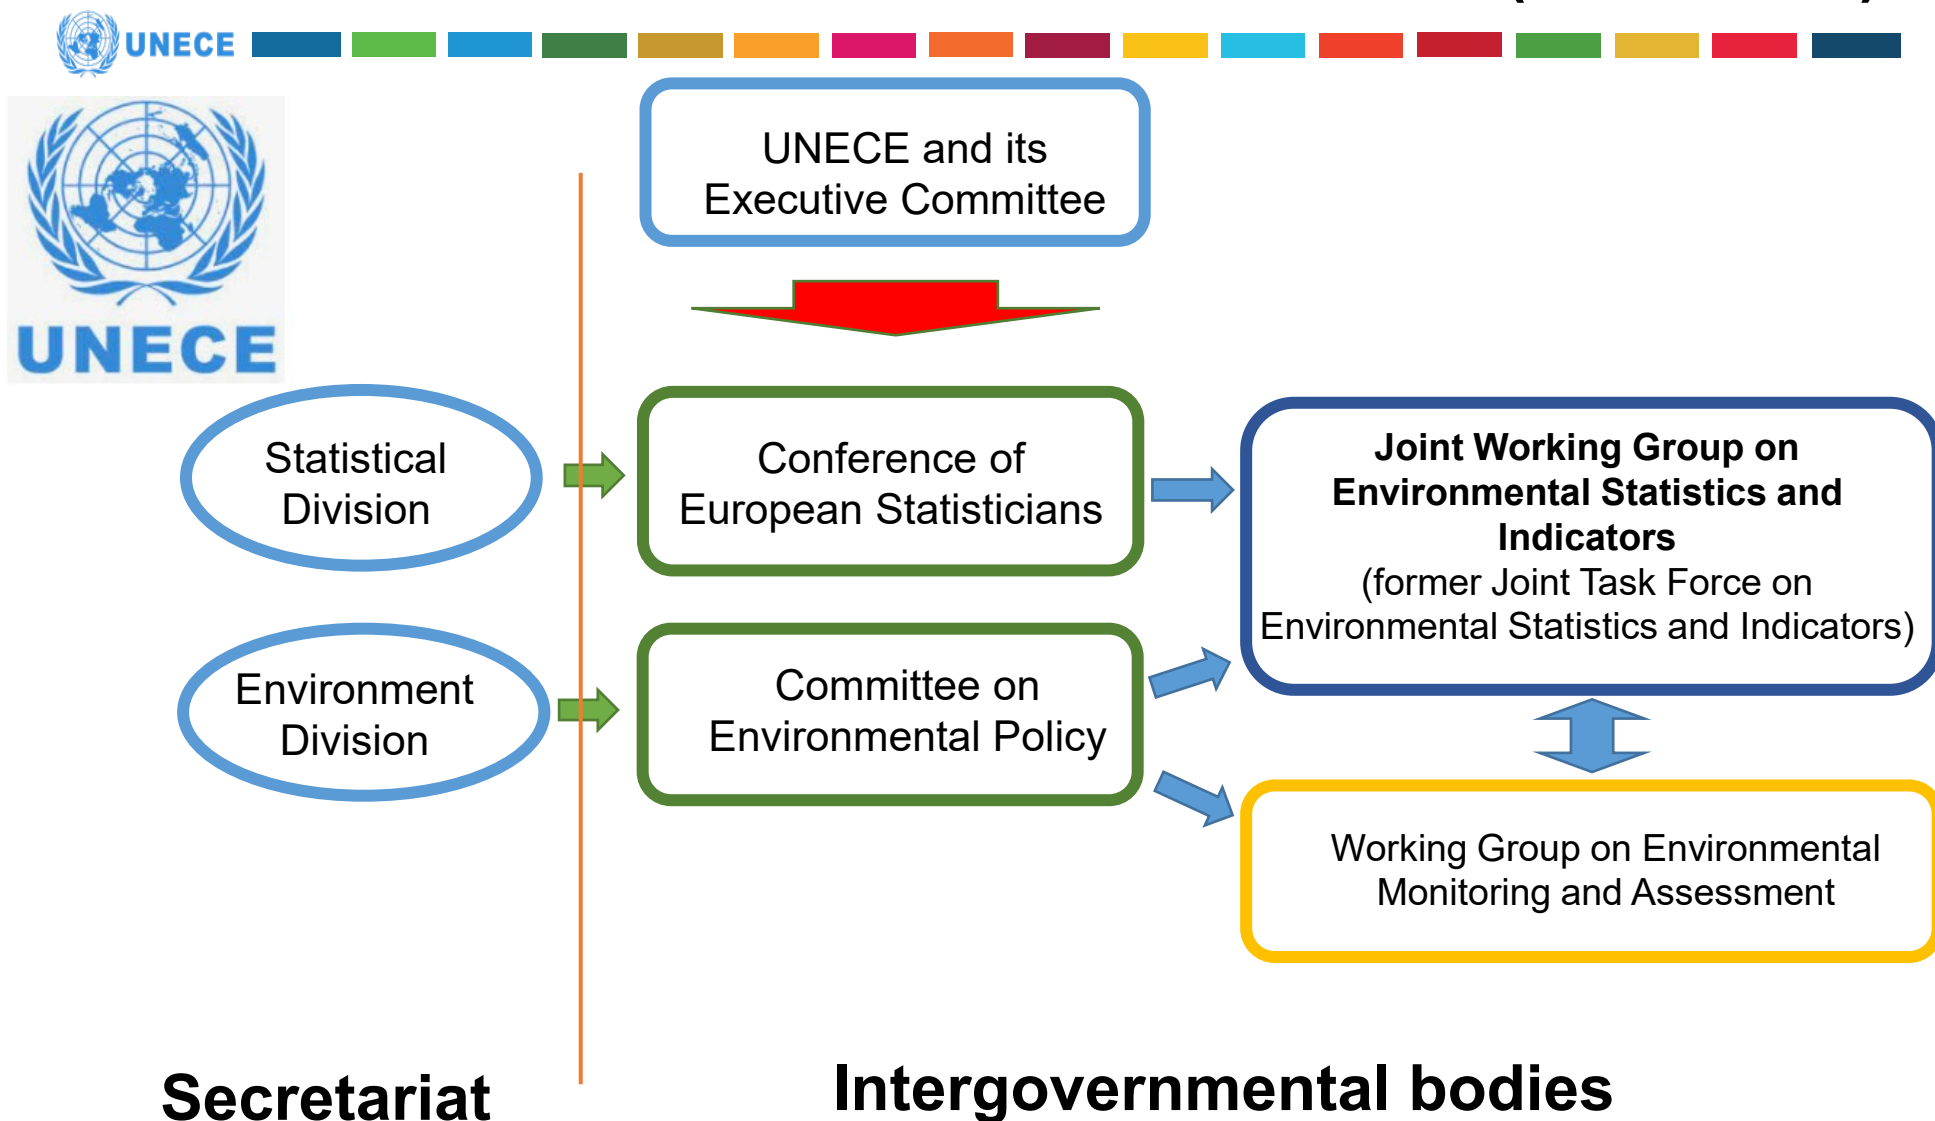 UNECE
UNECE
UNECE and its
Executive Committee
Statistical
Division
Conference of
European Statisticians
Joint Working Group on
Environmental Statistics and
Indicators
(former Joint Task Force on
Environmental Statistics and Indicators)
Environment
Division
Committee on
Environmental Policy
Working Group on Environmental
Monitoring and Assessment
Secretariat
Intergovernmental bodies